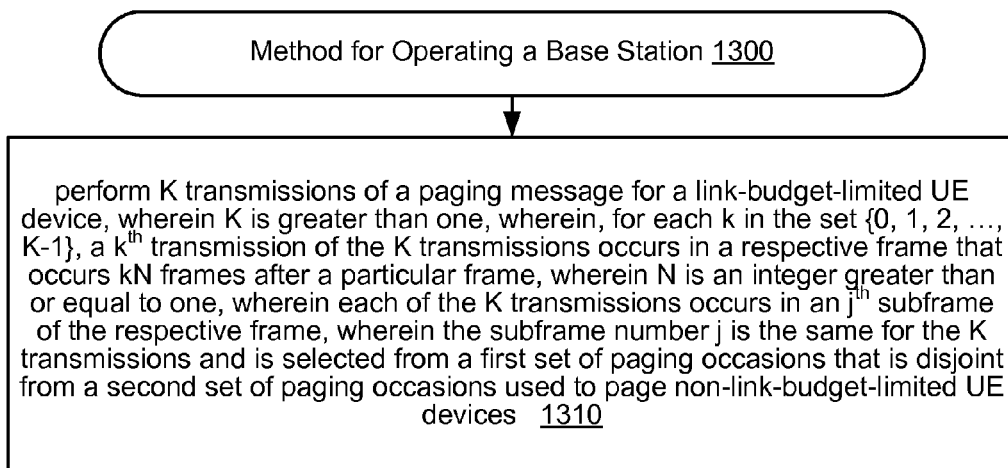 Method for Operating a Base Station 1300
perform K transmissions of a paging message for a link-budget-limited UE
device, wherein K is greater than one, wherein, for each k in the set {0, 1, 2, ...,
K-1}, a kth transmission of the K transmissions occurs in a respective frame that
occurs kN frames after a particular frame, wherein N is an integer greater than
or equal to one, wherein each of the K transmissions occurs in an jth subframe
of the respective frame, wherein the subframe number j is the same for the K
transmissions and is selected from a first set of paging occasions that is disjoint
from a second set of paging occasions used to page non-link-budget-limited UE
devices 1310